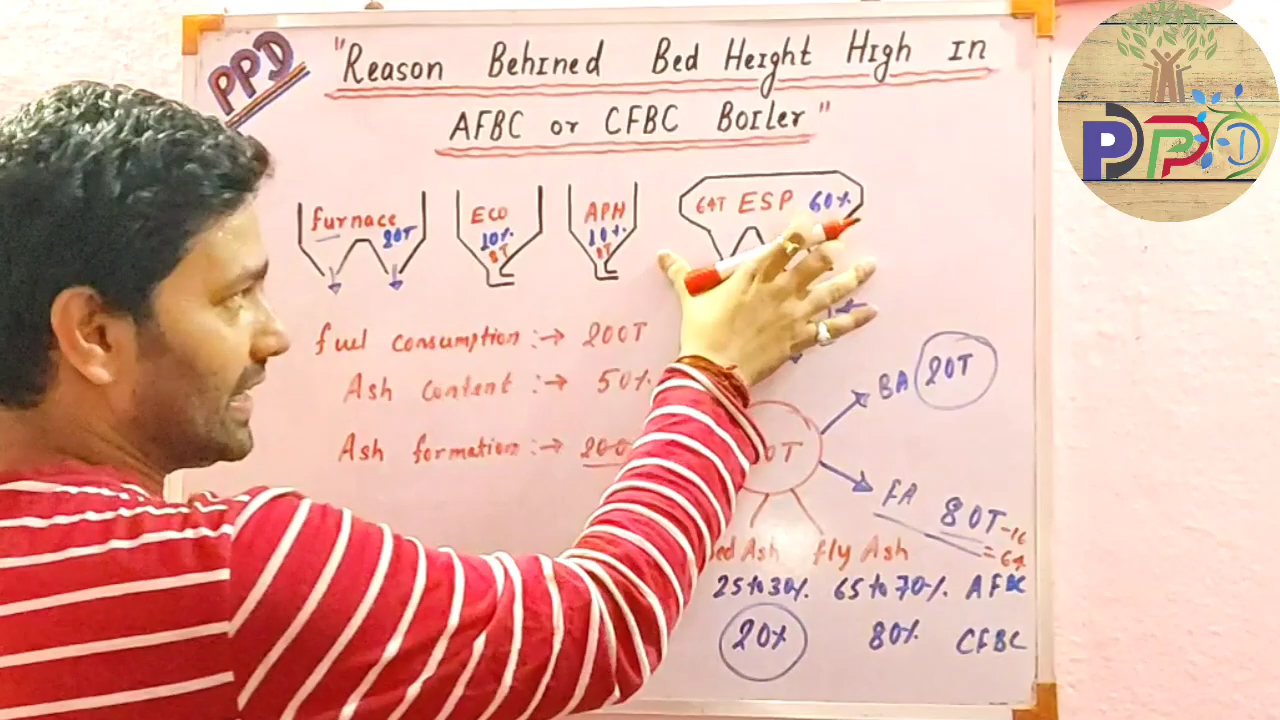 PPD
"Reason Behined Bed Height High In
AFBC or CFBC Boiler"
PPD
furnace 20T
ECO 10% 8T
APH 10% 8T
64T ESP 60%
fuel consumption :→ 200T
Ash content :→ 50%
Ash formation :→
BA 20T
FA 80T-16
=64
Ash fly Ash
25 to 30% 65 to 70% AFBC
20% 80% CFBC